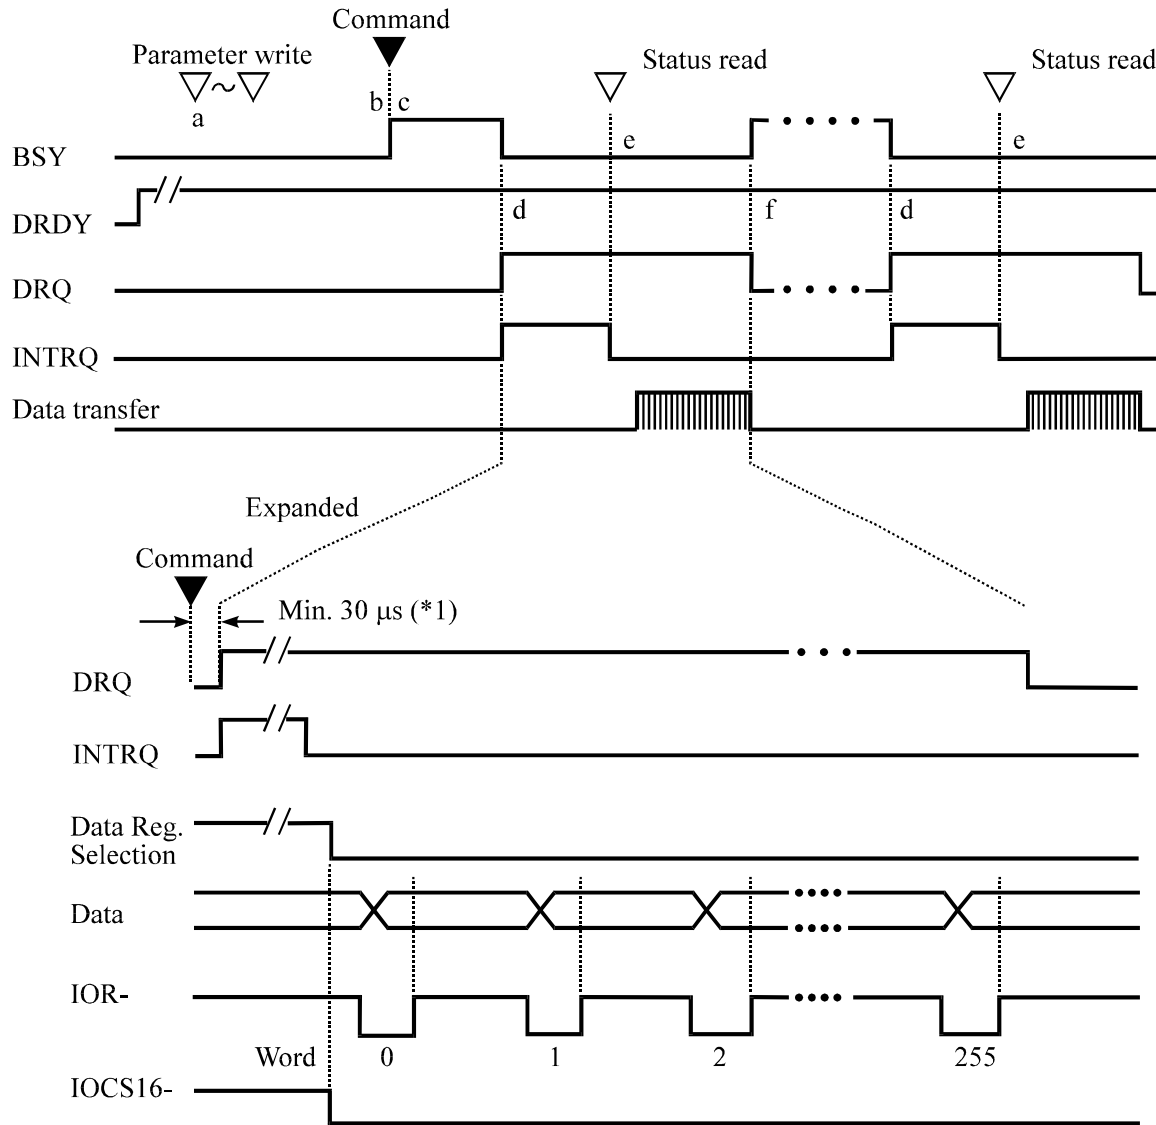 Command
Parameter write
Status read
Status read
a
b c
BSY
e
e
DRDY
d
f
d
DRQ
INTRQ
Data transfer
Expanded
Command
Min. 30 μs (*1)
DRQ
INTRQ
Data Reg.
Selection
Data
IOR-
Word 0 1 2 255
IOCS16-